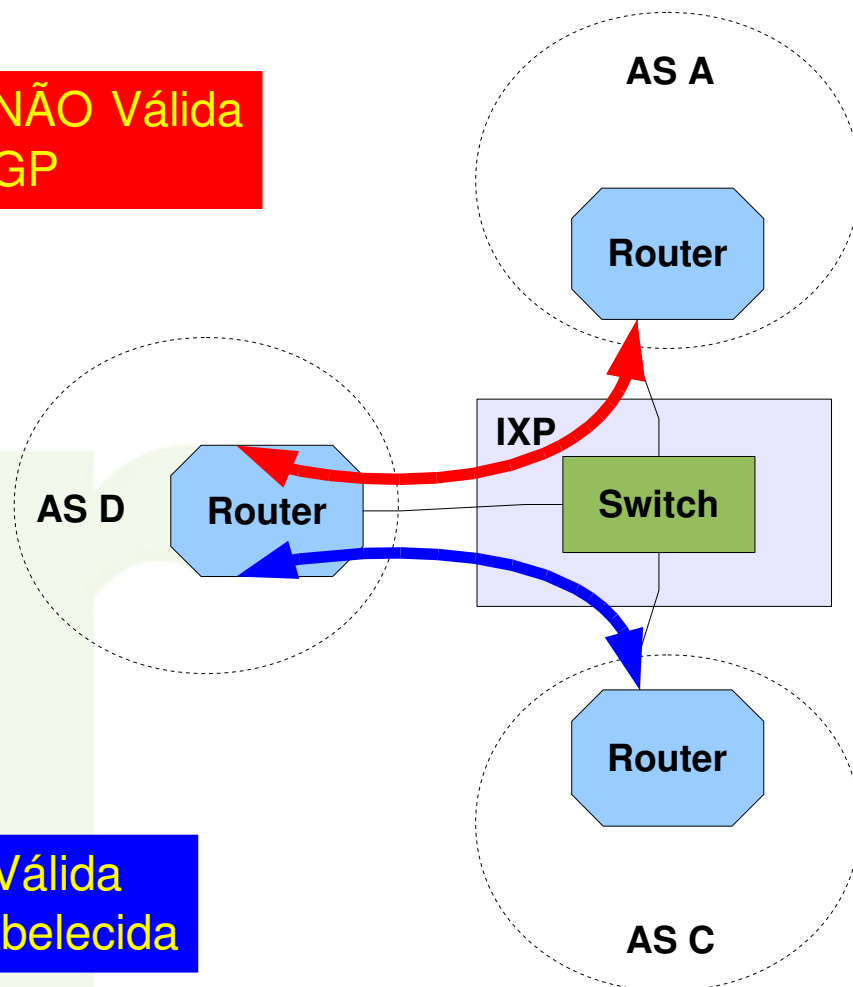 AS A
NÃO Válida
GP
Router
IXP
AS D
Router
Switch
Router
Válida
belecida
AS C